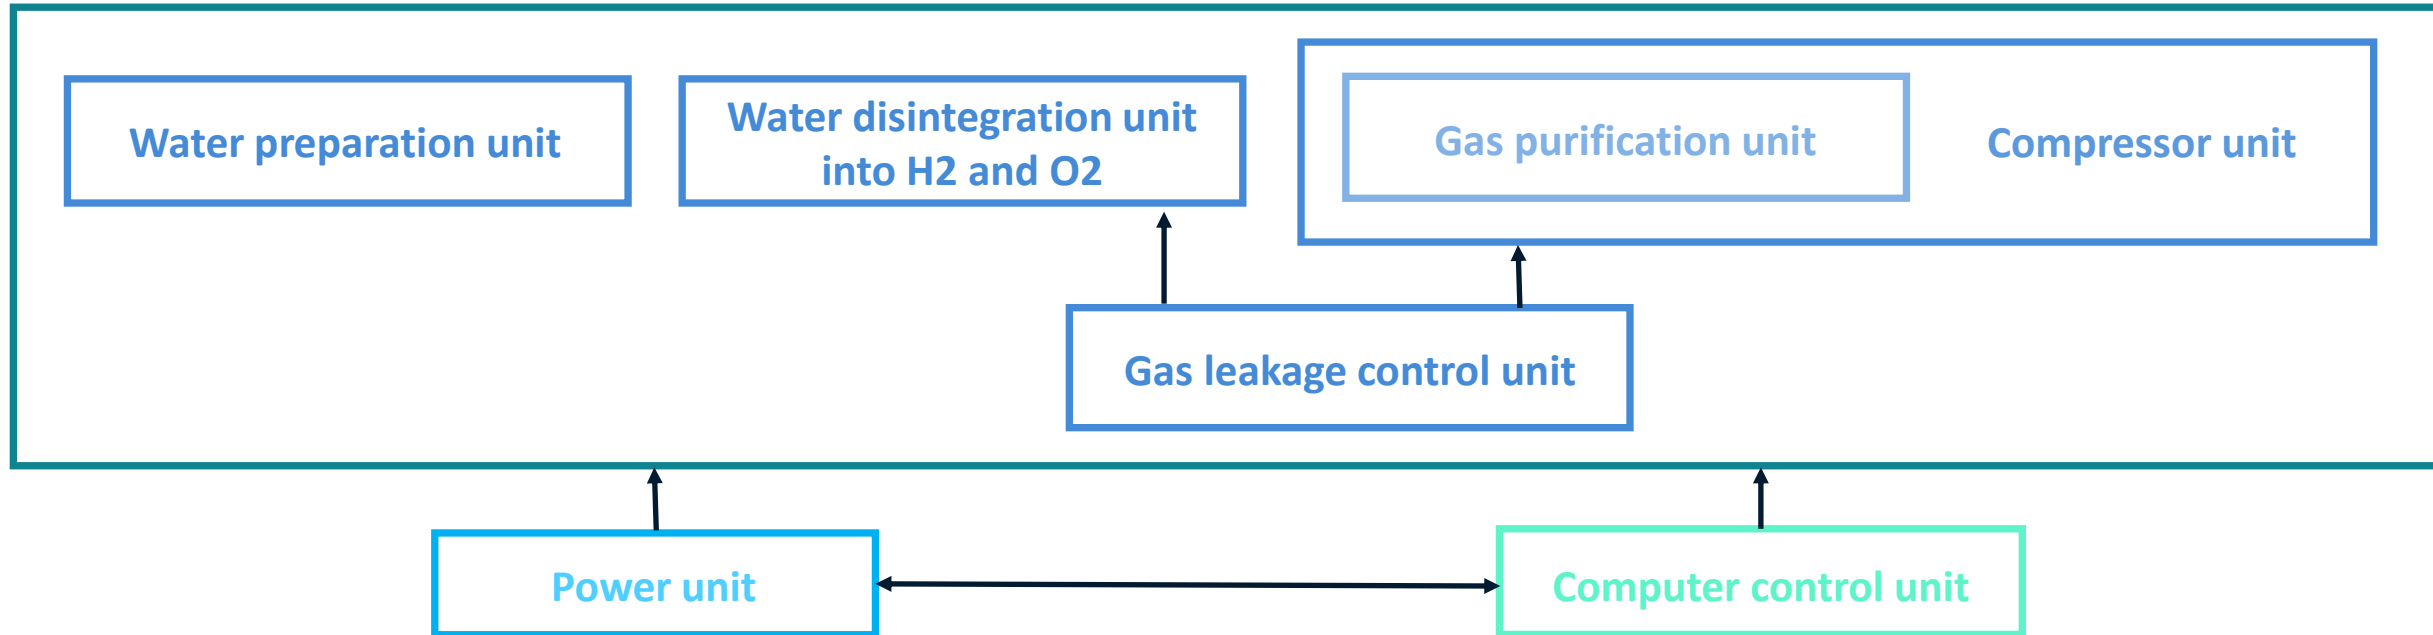 Water preparation unit
Water disintegration unit
into H2 and O2
Gas purification unit
Compressor unit
Gas leakage control unit
Power unit
Computer control unit